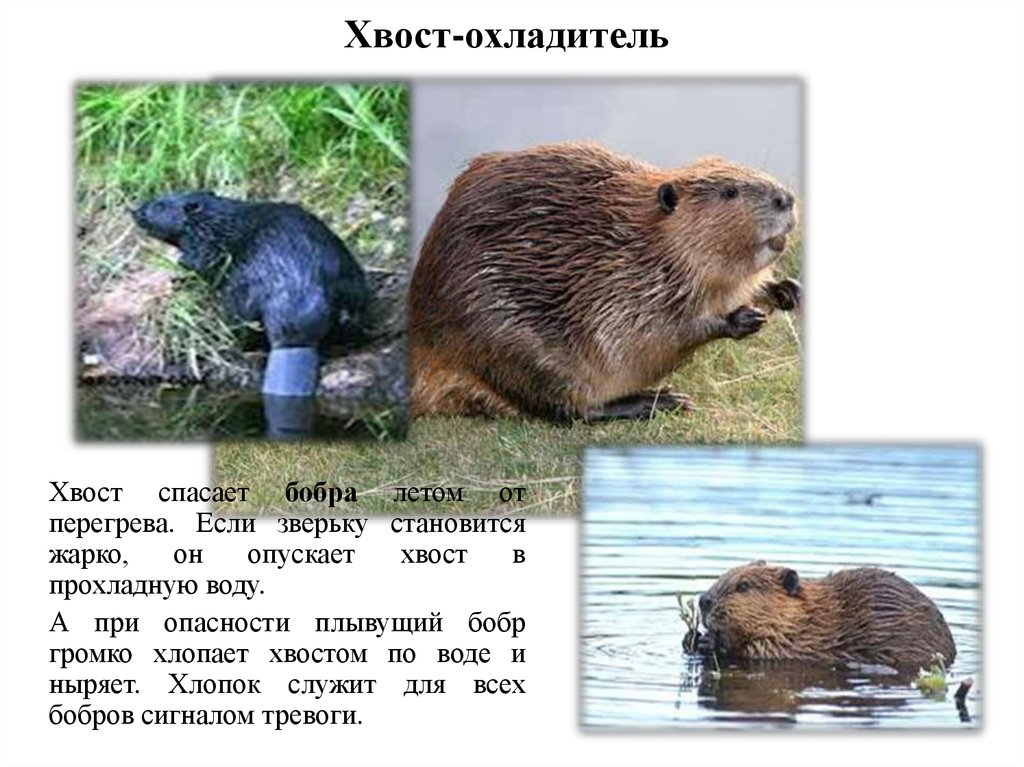 Хвост-охладитель
Хвост спасает бобра летом от
перегрева. Если зверьку становится
жарко, он опускает хвост в
прохладную воду.
А при опасности плывущий бобр
громко хлопает хвостом по воде и
ныряет. Хлопок служит для всех
бобров сигналом тревоги.